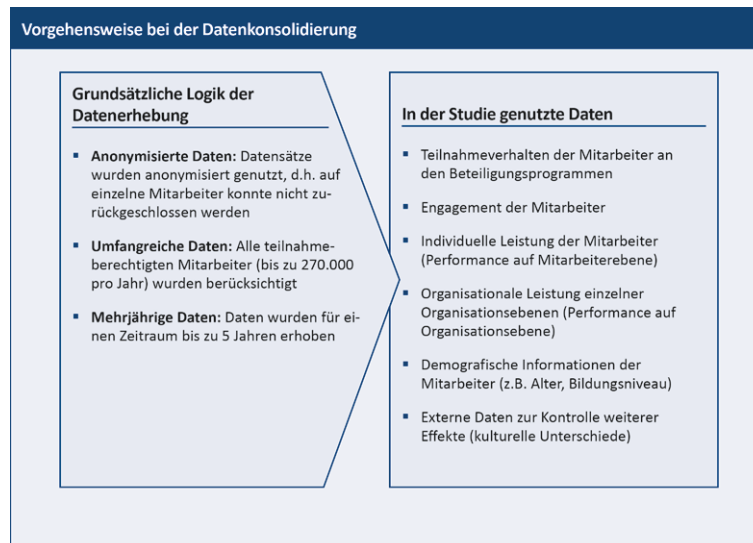 Vorgehensweise bei der Datenkonsolidierung
Grundsätzliche Logik der
Datenerhebung
▪ Anonymisierte Daten: Datensätze
wurden anonymisiert genutzt, d.h. auf
einzelne Mitarbeiter konnte nicht zu-
rückgeschlossen werden
▪ Umfangreiche Daten: Alle teilnahme-
berechtigten Mitarbeiter (bis zu 270.000
pro Jahr) wurden berücksichtigt
▪ Mehrjährige Daten: Daten wurden für ei-
nen Zeitraum bis zu 5 Jahren erhoben
In der Studie genutzte Daten
▪ Teilnahmeverhalten der Mitarbeiter an
den Beteiligungsprogrammen
▪ Engagement der Mitarbeiter
▪ Individuelle Leistung der Mitarbeiter
(Performance auf Mitarbeiterebene)
▪ Organisationale Leistung einzelner
Organisationsebenen (Performance auf
Organisationsebene)
▪ Demografische Informationen der
Mitarbeiter (z.B. Alter, Bildungsniveau)
▪ Externe Daten zur Kontrolle weiterer
Effekte (kulturelle Unterschiede)